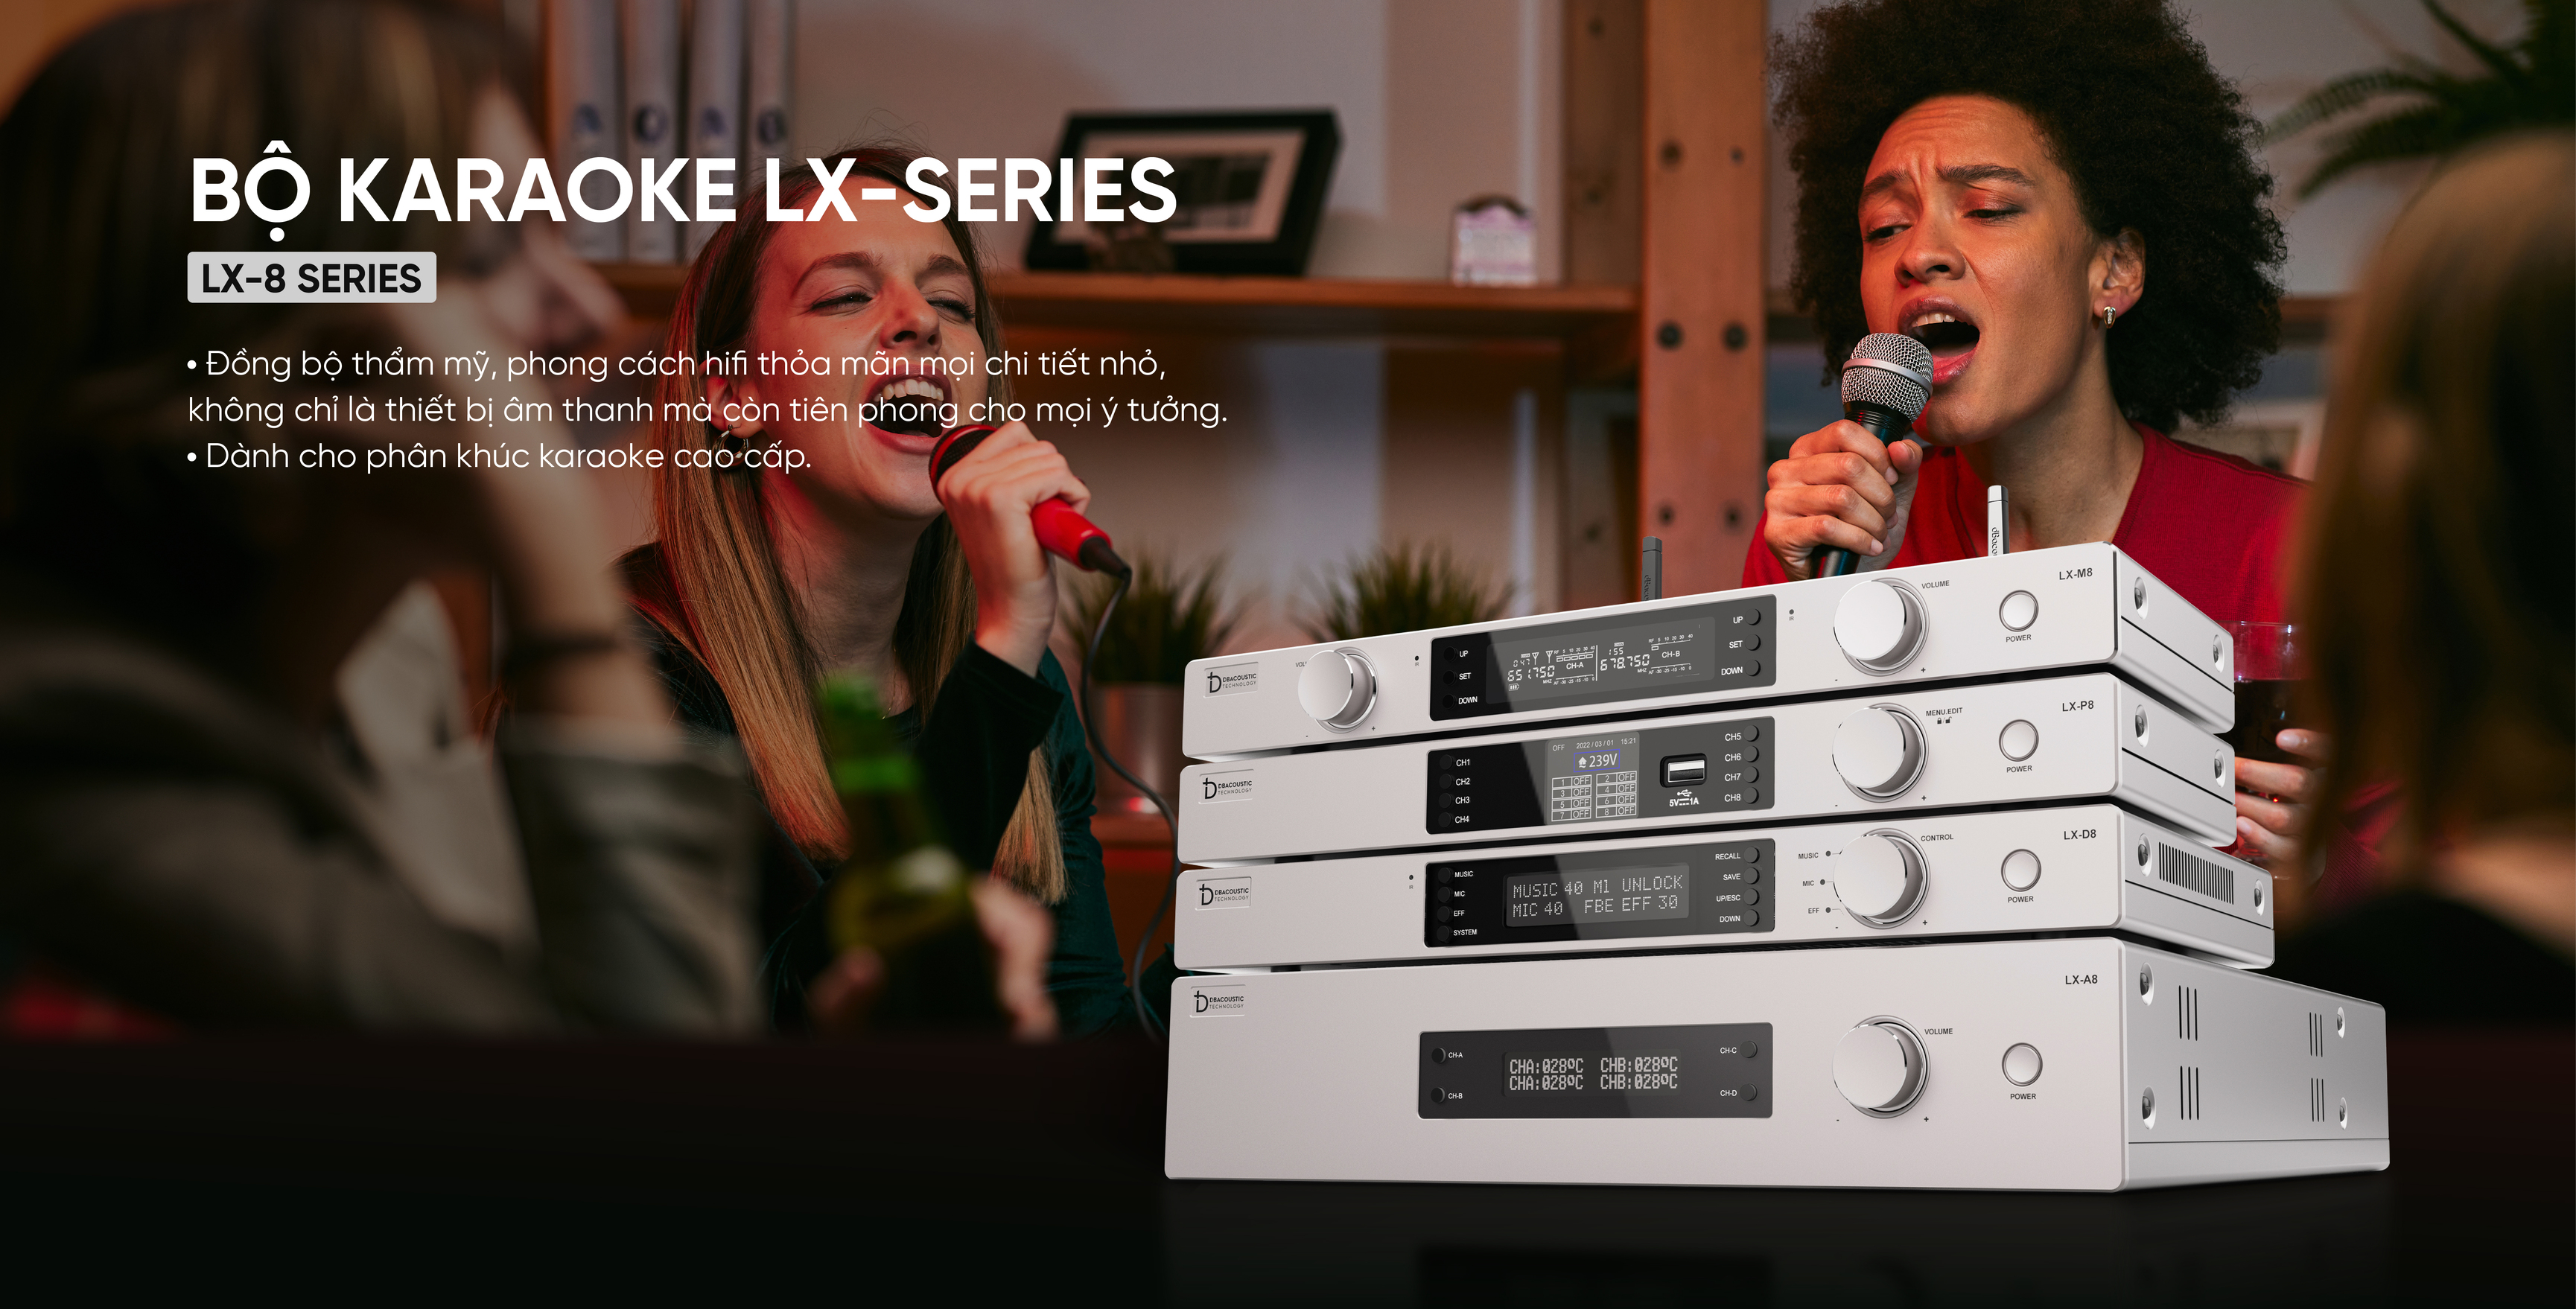 BỘ KARAOKE LX-SERIES
LX-8 SERIES
• Đồng bộ thẩm mỹ, phong cách hifi thỏa mãn mọi chi tiết nhỏ,
không chỉ là thiết bị âm thanh mà còn tiên phong cho mọi ý tưởng.
• Dành cho phân khúc karaoke cao cấp.
DBACOUSTIC
TECHNOLOGY
UP
SET
DOWN
651.750
CH-A
678.750
CH-B
UP
SET
DOWN
VOLUME
POWER
LX-M8
DBACOUSTIC
TECHNOLOGY
CH1
CH2
CH3
CH4
OFF 2022/03/01 15:21
239V
1 OFF 2 OFF
3 OFF 4 OFF
5 OFF 6 OFF
7 OFF 8 OFF
5V 1A
CH5
CH6
CH7
CH8
MENU.EDIT
POWER
LX-P8
DBACOUSTIC
TECHNOLOGY
MUSIC
MIC
EFF
SYSTEM
MUSIC 40 M1 UNLOCK
MIC 40 FBE EFF 30
RECALL
SAVE
UP/ESC
DOWN
MUSIC
MIC
EFF
CONTROL
POWER
LX-D8
DBACOUSTIC
TECHNOLOGY
CH-A
CH-B
CHA:028ºC CHB:028ºC
CHA:028ºC CHB:028ºC
CH-C
CH-D
VOLUME
POWER
LX-A8